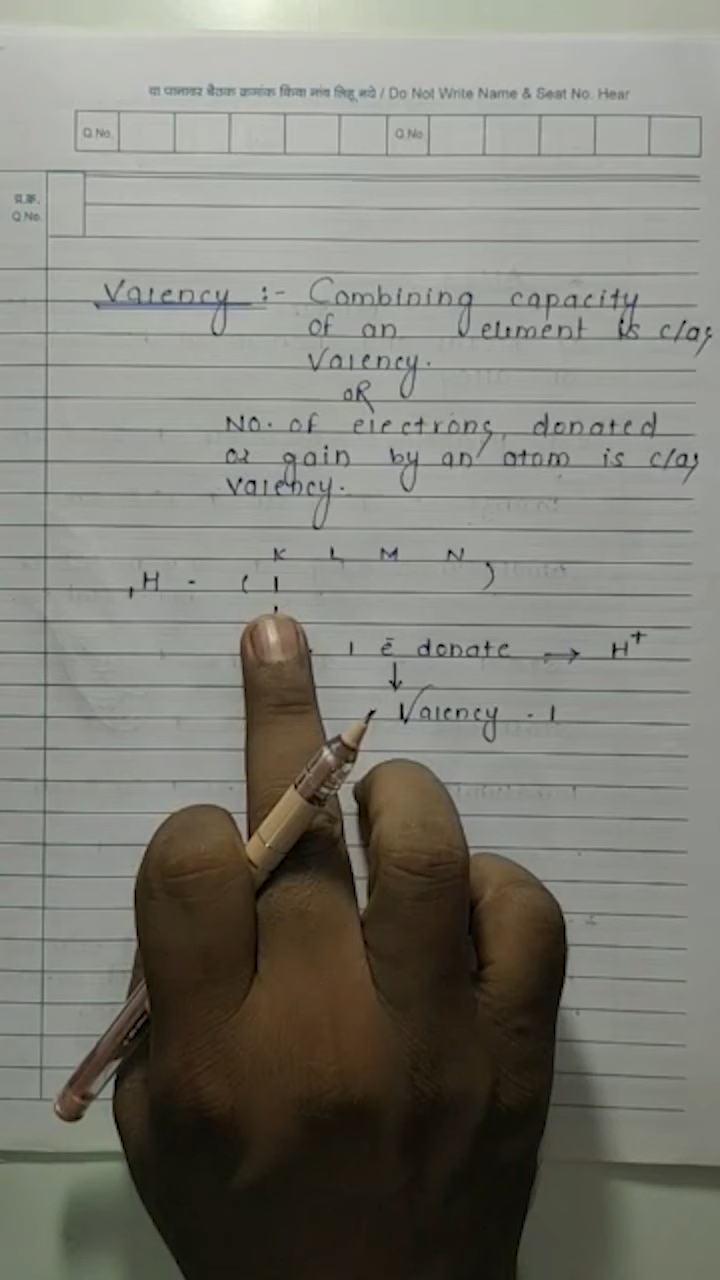 या पानावर बैठक क्रमांक किंवा नांव लिहू नये / Do Not Write Name & Seat No. Hear
Q.No. Q.No
प्र.क्र.
Q.No.
Valency :- Combining capacity
of an element is c/as
Valency.
OR
No. of electrons, donated
or gain by an atom is c/as
Valency.
K L M N
₁H - ( 1 )
1 ē donate → H⁺
↓
Valency - 1